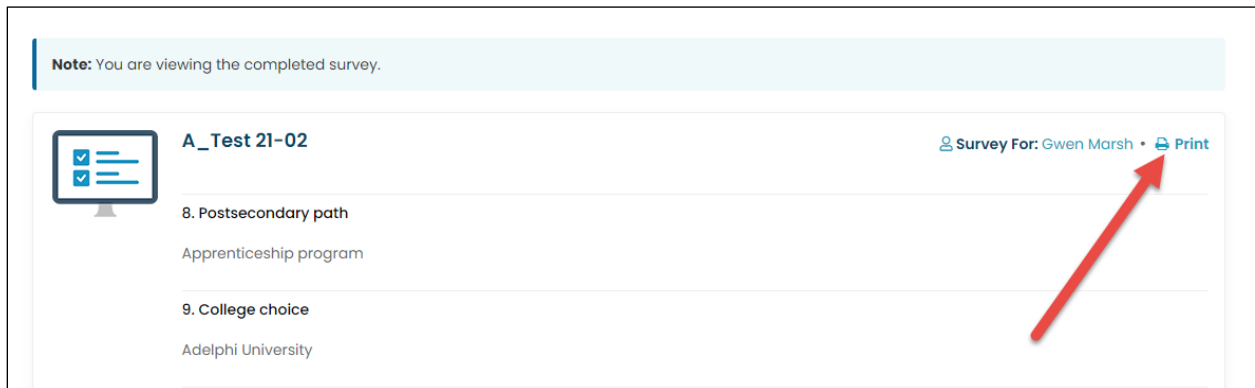 Note: You are viewing the completed survey.
A_Test 21-02
Survey For: Gwen Marsh • Print
8. Postsecondary path
Apprenticeship program
9. College choice
Adelphi University